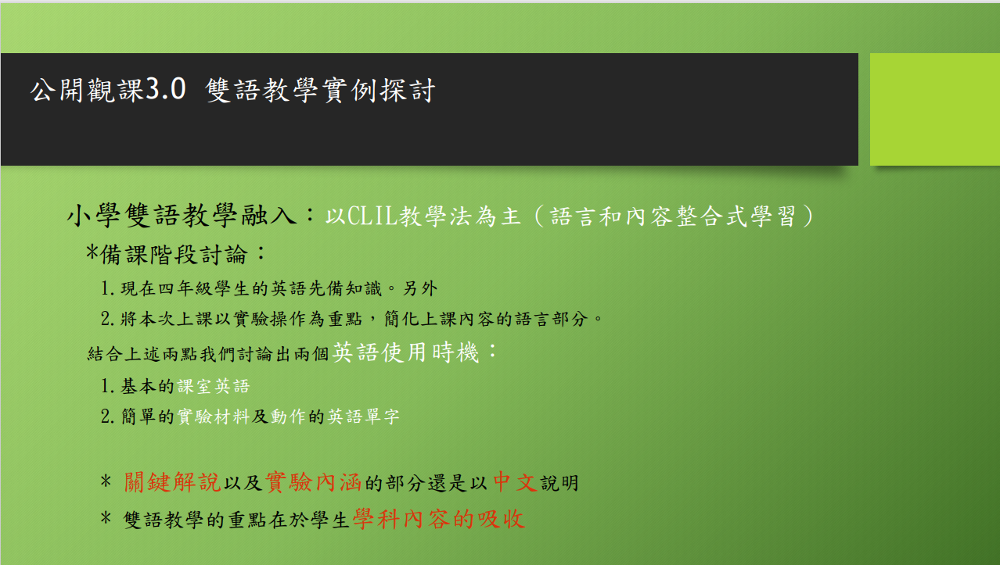 公開觀課3.0 雙語教學實例探討
小學雙語教學融入：以CLIL教學法為主（語言和內容整合式學習）
*備課階段討論：
1.現在四年級學生的英語先備知識。另外
2.將本次上課以實驗操作為重點，簡化上課內容的語言部分。
結合上述兩點我們討論出兩個英語使用時機：
1.基本的課室英語
2.簡單的實驗材料及動作的英語單字
* 關鍵解說以及實驗內涵的部分還是以中文說明
* 雙語教學的重點在於學生學科內容的吸收